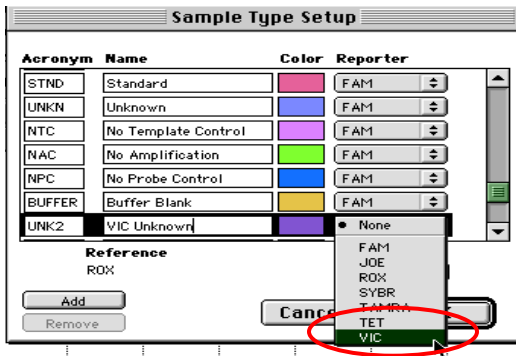 Sample Type Setup
Acronym Name Color Reporter
STND Standard FAM
UNKN Unknown FAM
NTC No Template Control FAM
NAC No Amplification FAM
NPC No Probe Control FAM
BUFFER Buffer Blank FAM
UNK2 VIC Unknown None
FAM
JOE
ROX
SYBR
TAMRA
TET
VIC
Reference
ROX
Add
Remove